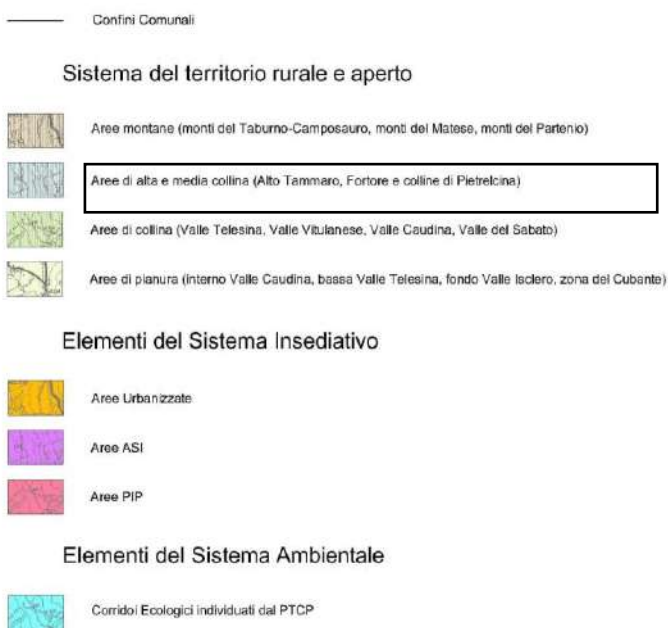 Confini Comunali
Sistema del territorio rurale e aperto
Aree montane (monti del Taburno-Camposauro, monti del Matese, monti del Partenio)
Aree di alta e media collina (Alto Tammaro, Fortore e colline di Pietrelcina)
Aree di collina (Valle Telesina, Valle Vitulanese, Valle Caudina, Valle del Sabato)
Aree di pianura (interno Valle Caudina, bassa Valle Telesina, fondo Valle Isclero, zona del Cubante)
Elementi del Sistema Insediativo
Aree Urbanizzate
Aree ASI
Aree PIP
Elementi del Sistema Ambientale
Corridoi Ecologici individuati dal PTCP